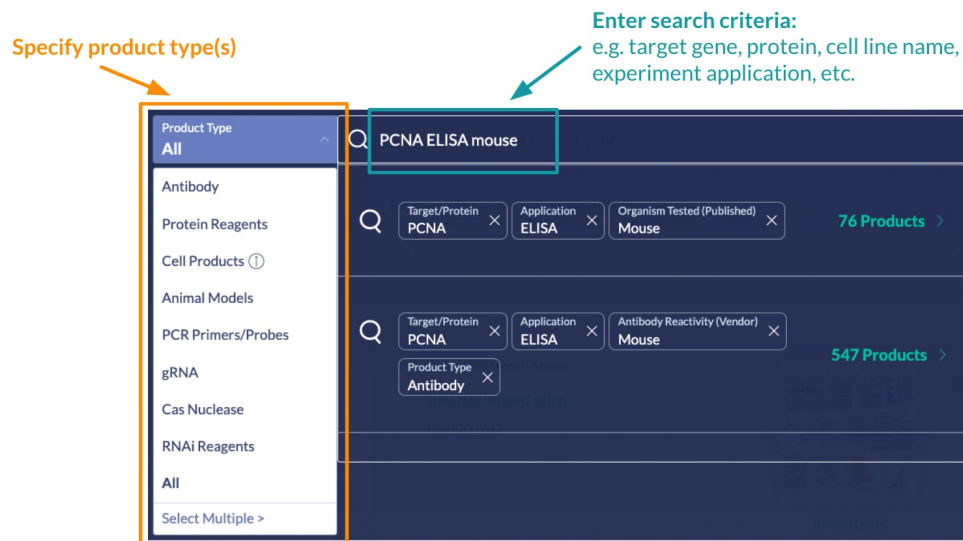 Enter search criteria:
e.g. target gene, protein, cell line name,
experiment application, etc.
Specify product type(s)
Product Type
All
PCNA ELISA mouse
Antibody
Protein Reagents
Cell Products
Animal Models
PCR Primers/Probes
gRNA
Cas Nuclease
RNAi Reagents
All
Select Multiple >
Target/Protein
PCNA
Application
ELISA
Organism Tested (Published)
Mouse
76 Products >
Target/Protein
PCNA
Application
ELISA
Antibody Reactivity (Vendor)
Mouse
Product Type
Antibody
547 Products >